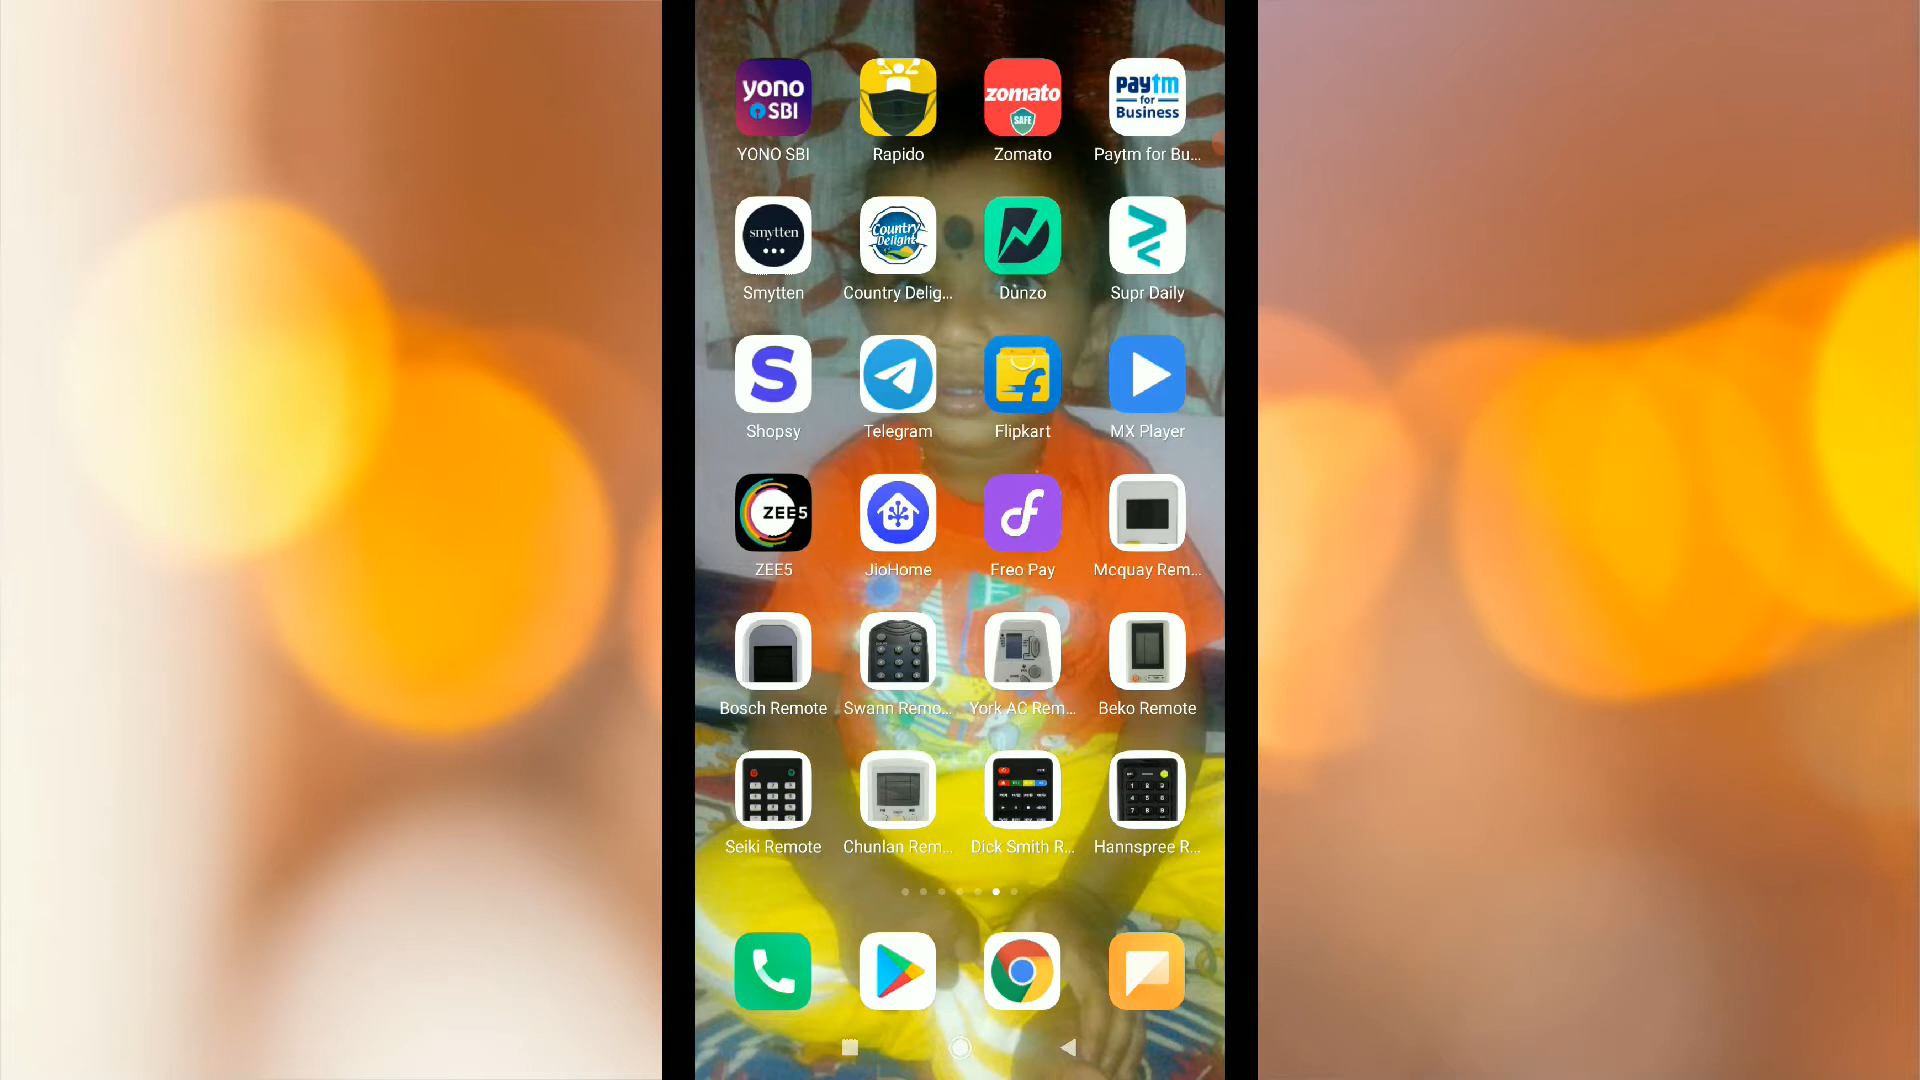 yono
SBI
zomato
SAFE
paytm
for
Business
YONO SBI
Rapido
Zomato
Paytm for Bu...
smytten
Country
Delight
Smytten
Country Delig...
Dunzo
Supr Daily
S
Shopsy
Telegram
Flipkart
MX Player
ZEE5
ZEE5
JioHome
Freo Pay
Mcquay Rem...
Bosch Remote
Swann Remo...
York AC Rem...
Beko Remote
Seiki Remote
Chunlan Rem...
Dick Smith R...
Hannspree R...